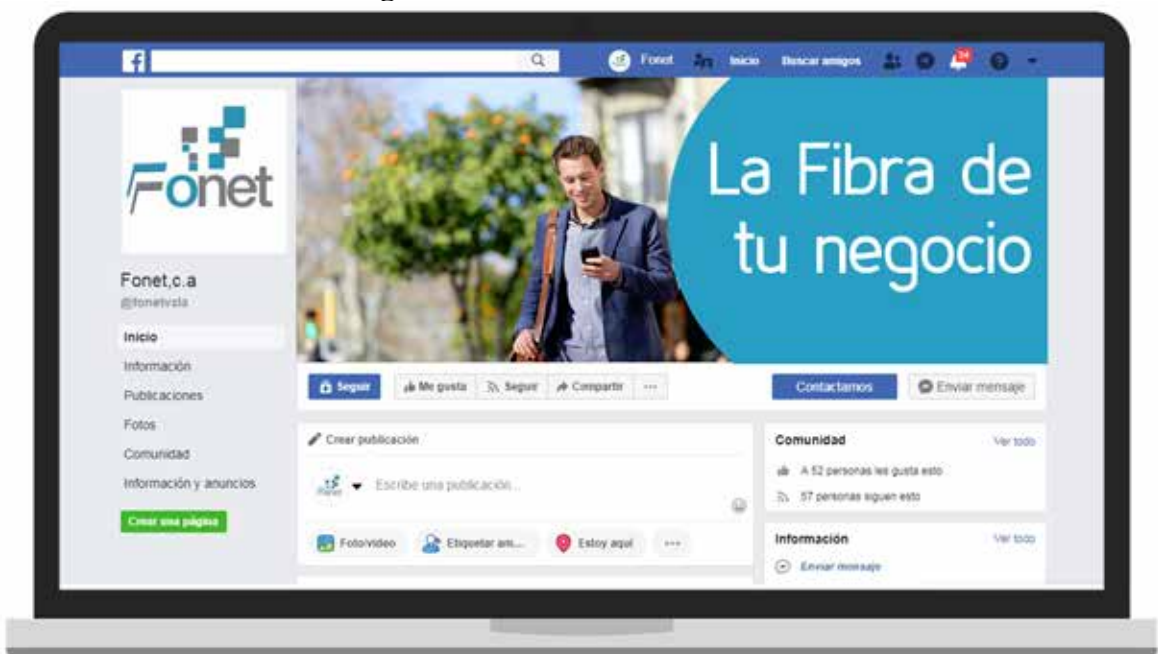 Fonet
Inicio
Buscar amigos
Fonet
La Fibra de
tu negocio
Fonet,c.a
@fonetvzla
Inicio
Información
Publicaciones
Fotos
Comunidad
Información y anuncios
Crear una página
Seguir
Me gusta
Seguir
Compartir
Contactarnos
Enviar mensaje
Crear publicación
Escribe una publicación...
Foto/video
Etiquetar am...
Estoy aquí
Comunidad
Ver todo
A 52 personas les gusta esto
57 personas siguen esto
Información
Ver todo
Enviar mensaje